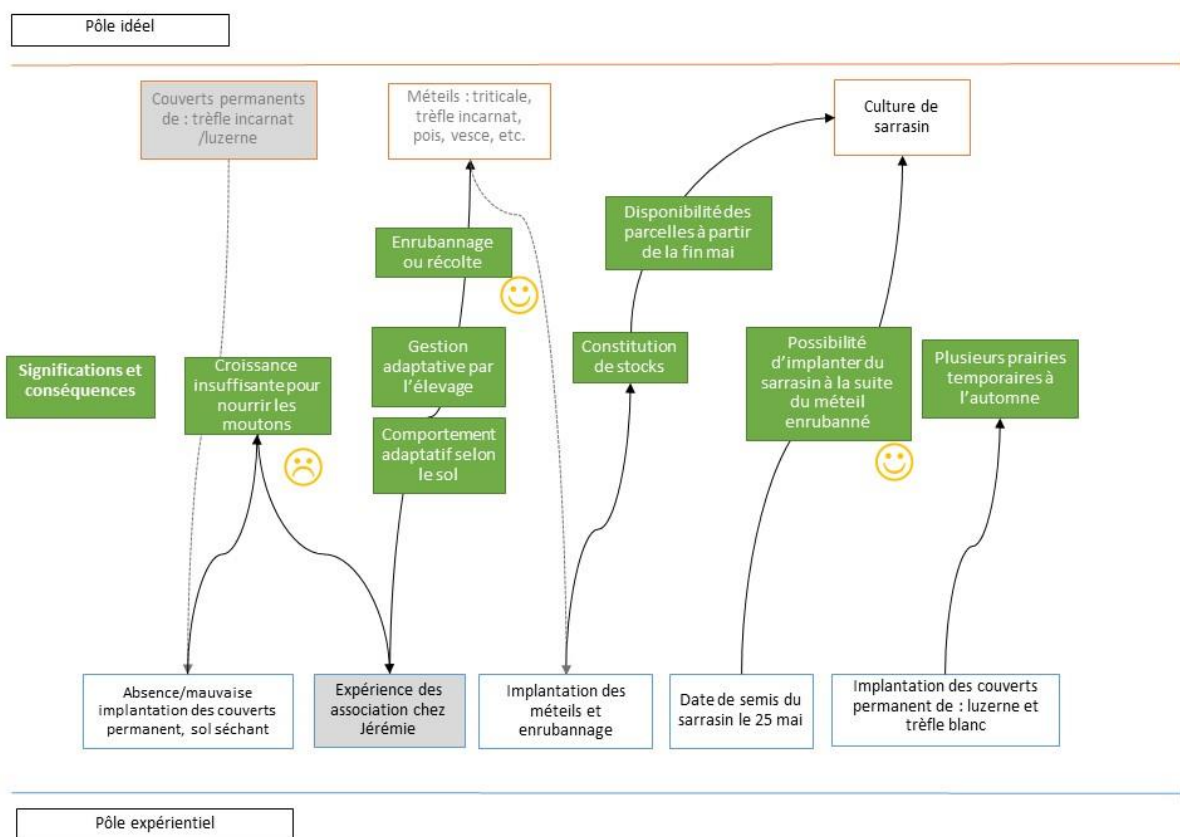 Pôle idéel
Couverts permanents
de : trèfle incarnat
/luzerne
Méteils : triticale,
trèfle incarnat,
pois, vesce, etc.
Culture de
sarrasin
Disponibilité des
parcelles à partir
de la fin mai
Enrubannage
ou récolte
Significations et
conséquences
Croissance
insuffisante pour
nourrir les
moutons
Gestion
adaptative par
l'élevage
Comportement
adaptatif selon
le sol
Constitution
de stocks
Possibilité
d'implanter du
sarrasin à la suite
du méteil
enrubanné
Plusieurs prairies
temporaires à
l'automne
Absence/mauvaise
implantation des couverts
permanent, sol séchant
Expérience des
association chez
Jérémie
Implantation des
méteils et
enrubannage
Date de semis du
sarrasin le 25 mai
Implantation des couverts
permanent de : luzerne et
trèfle blanc
Pôle expérientiel